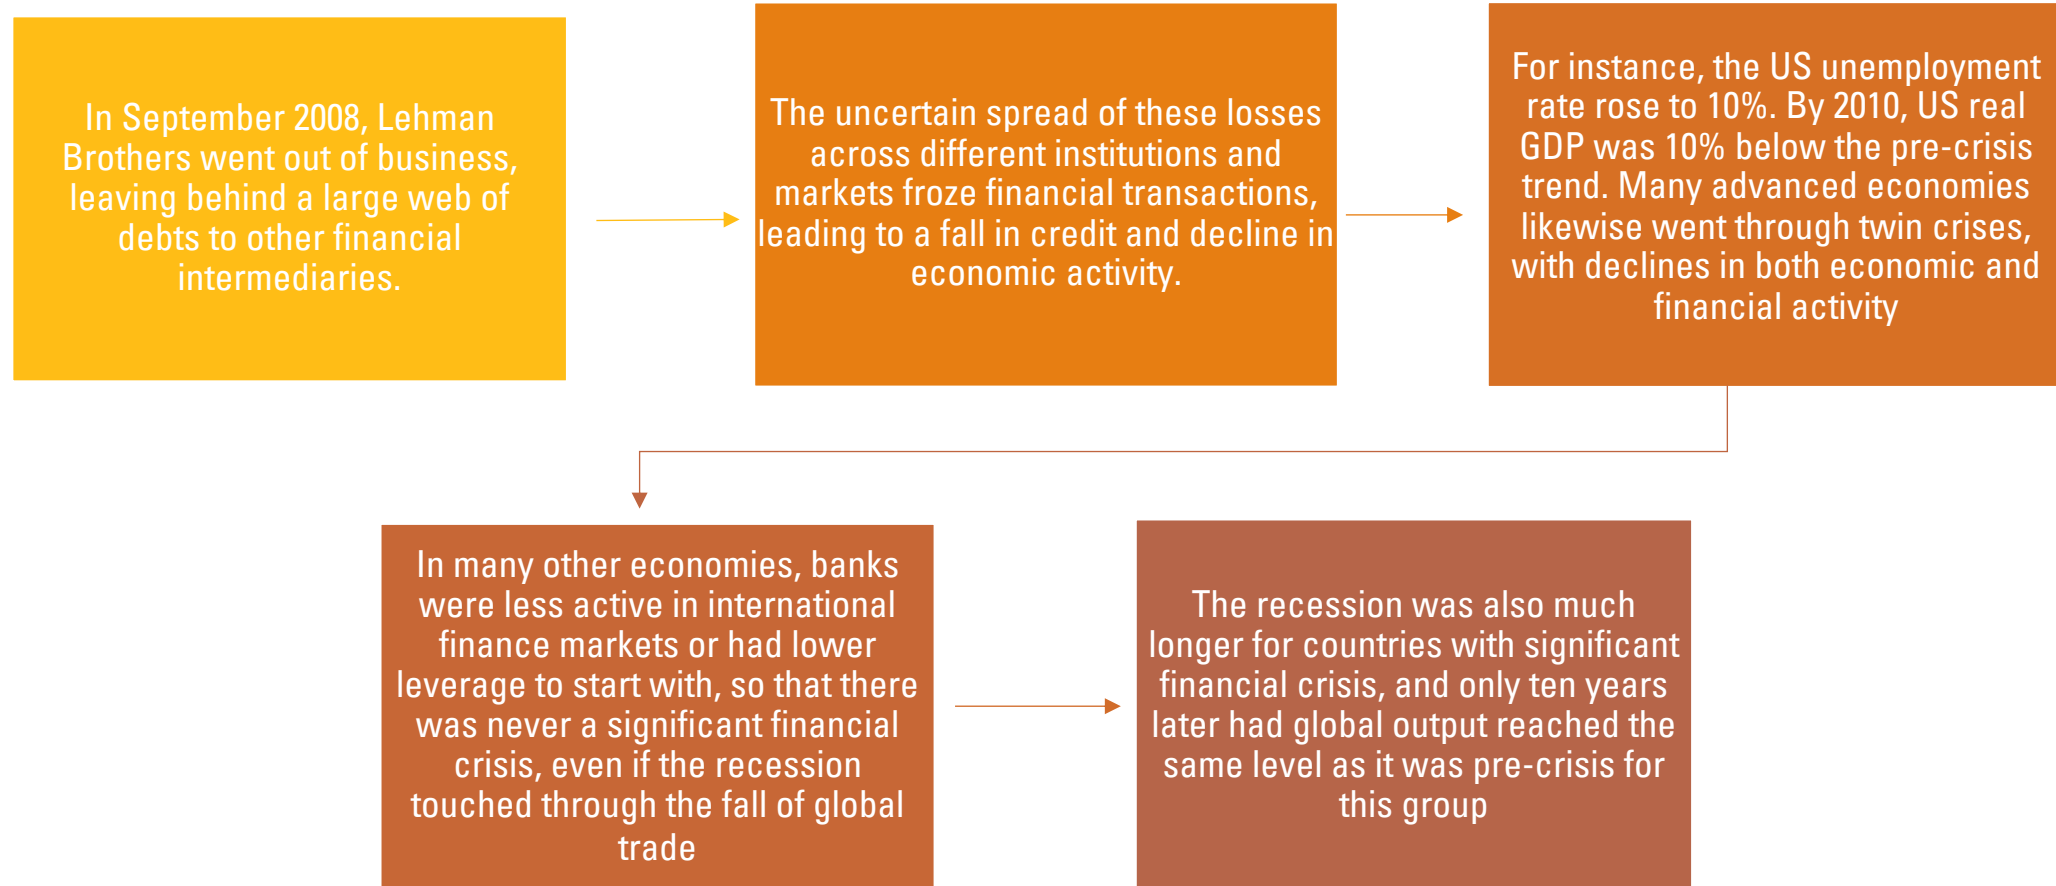 In September 2008, Lehman
Brothers went out of business,
leaving behind a large web of
debts to other financial
intermediaries.
The uncertain spread of these losses
across different institutions and
markets froze financial transactions,
leading to a fall in credit and decline in
economic activity.
For instance, the US unemployment
rate rose to 10%. By 2010, US real
GDP was 10% below the pre-crisis
trend. Many advanced economies
likewise went through twin crises,
with declines in both economic and
financial activity
In many other economies, banks
were less active in international
finance markets or had lower
leverage to start with, so that there
was never a significant financial
crisis, even if the recession
touched through the fall of global
trade
The recession was also much
longer for countries with significant
financial crisis, and only ten years
later had global output reached the
same level as it was pre-crisis for
this group